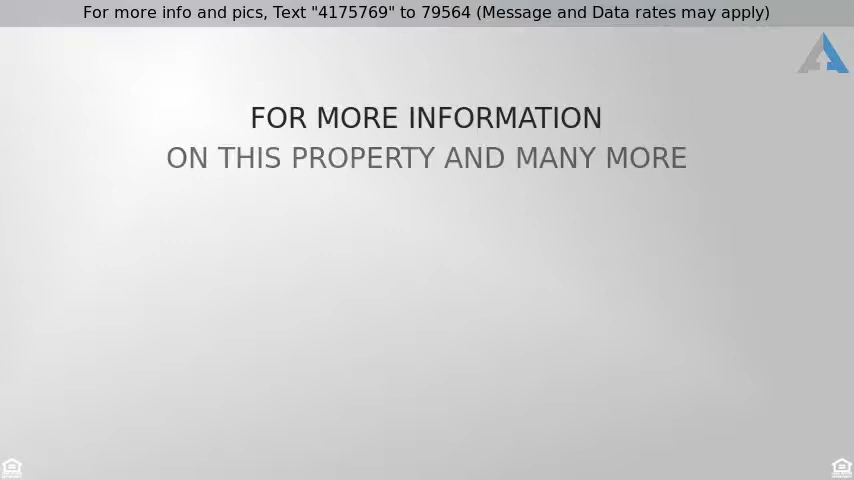 For more info and pics, Text "4175769" to 79564 (Message and Data rates may apply)
FOR MORE INFORMATION
ON THIS PROPERTY AND MANY MORE